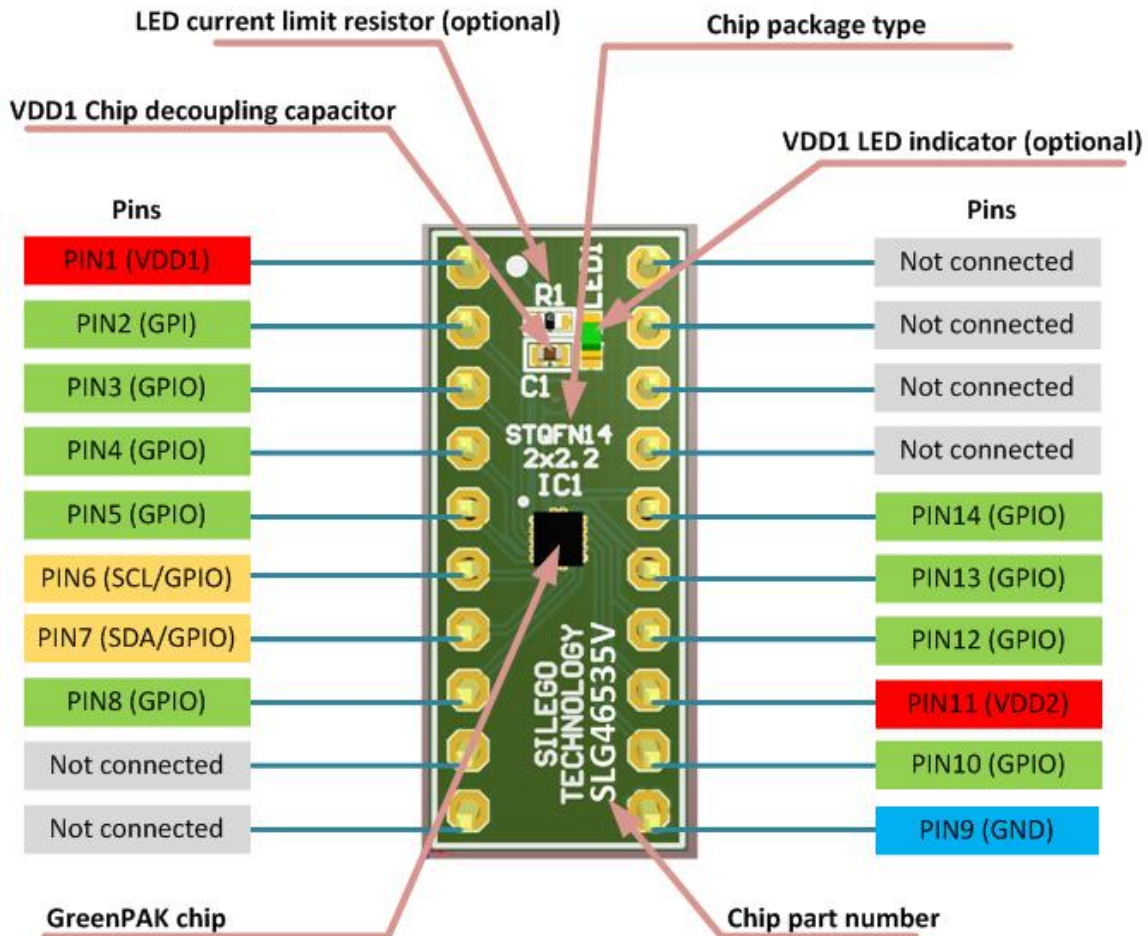 LED current limit resistor (optional)
Chip package type
VDD1 Chip decoupling capacitor
VDD1 LED indicator (optional)
Pins
PIN1 (VDD1)
PIN2 (GPI)
PIN3 (GPIO)
PIN4 (GPIO)
PIN5 (GPIO)
PIN6 (SCL/GPIO)
PIN7 (SDA/GPIO)
PIN8 (GPIO)
Not connected
Not connected
R1
LED1
C1
STQFN14
2x2.2
IC1
SILEGO
TECHNOLOGY
SLG46535V
Pins
Not connected
Not connected
Not connected
Not connected
PIN14 (GPIO)
PIN13 (GPIO)
PIN12 (GPIO)
PIN11 (VDD2)
PIN10 (GPIO)
PIN9 (GND)
GreenPAK chip
Chip part number